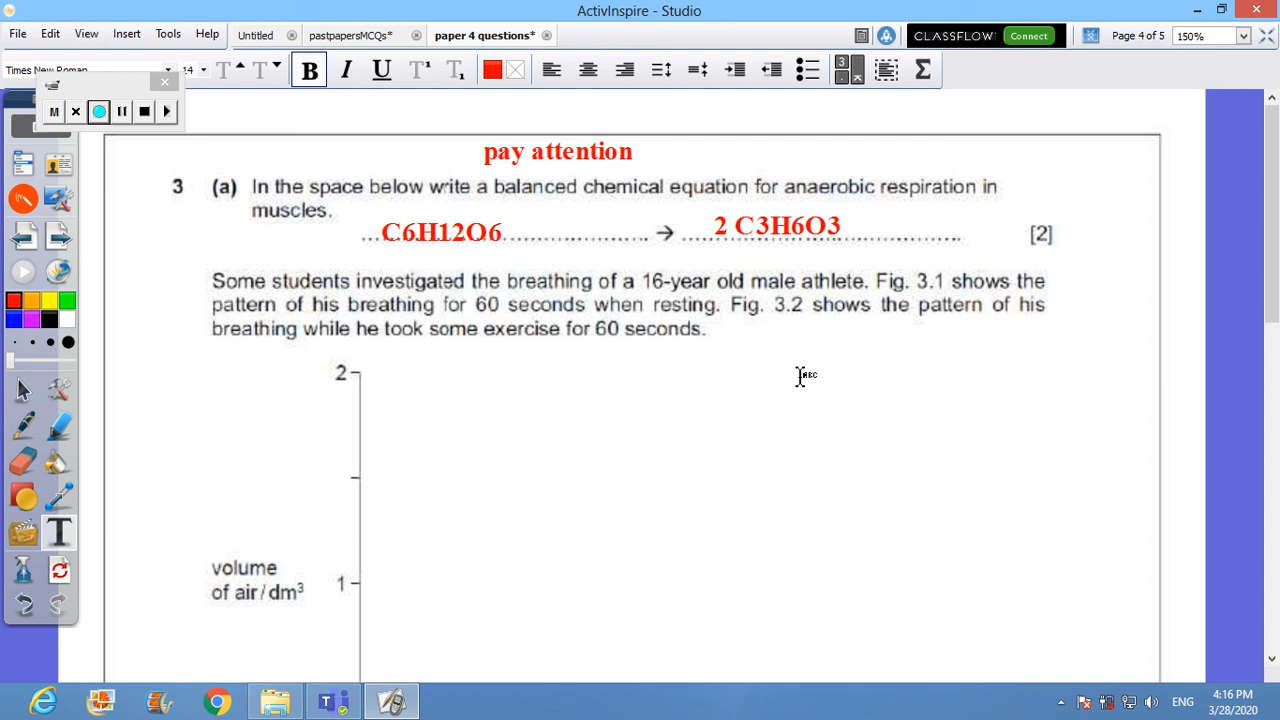 ActivInspire - Studio
File Edit View Insert Tools Help Untitled pastpapersMCQs* paper 4 questions* CLASSFLOW Connect Page 4 of 5 150%
Times New Roman 14 B I U T¹ T₁ Σ
M
pay attention
3 (a) In the space below write a balanced chemical equation for anaerobic respiration in
muscles.
C6H12O6 → 2 C3H6O3 [2]
Some students investigated the breathing of a 16-year old male athlete. Fig. 3.1 shows the
pattern of his breathing for 60 seconds when resting. Fig. 3.2 shows the pattern of his
breathing while he took some exercise for 60 seconds.
2
ABC
volume
of air/dm³ 1
T
ENG 4:16 PM
3/28/2020